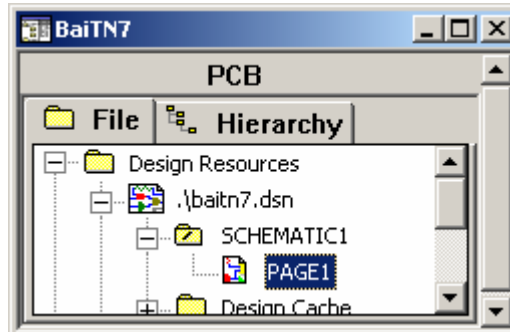 BaiTN7
PCB
File Hierarchy
Design Resources
.\baitn7.dsn
SCHEMATIC1
PAGE1
Design Cache